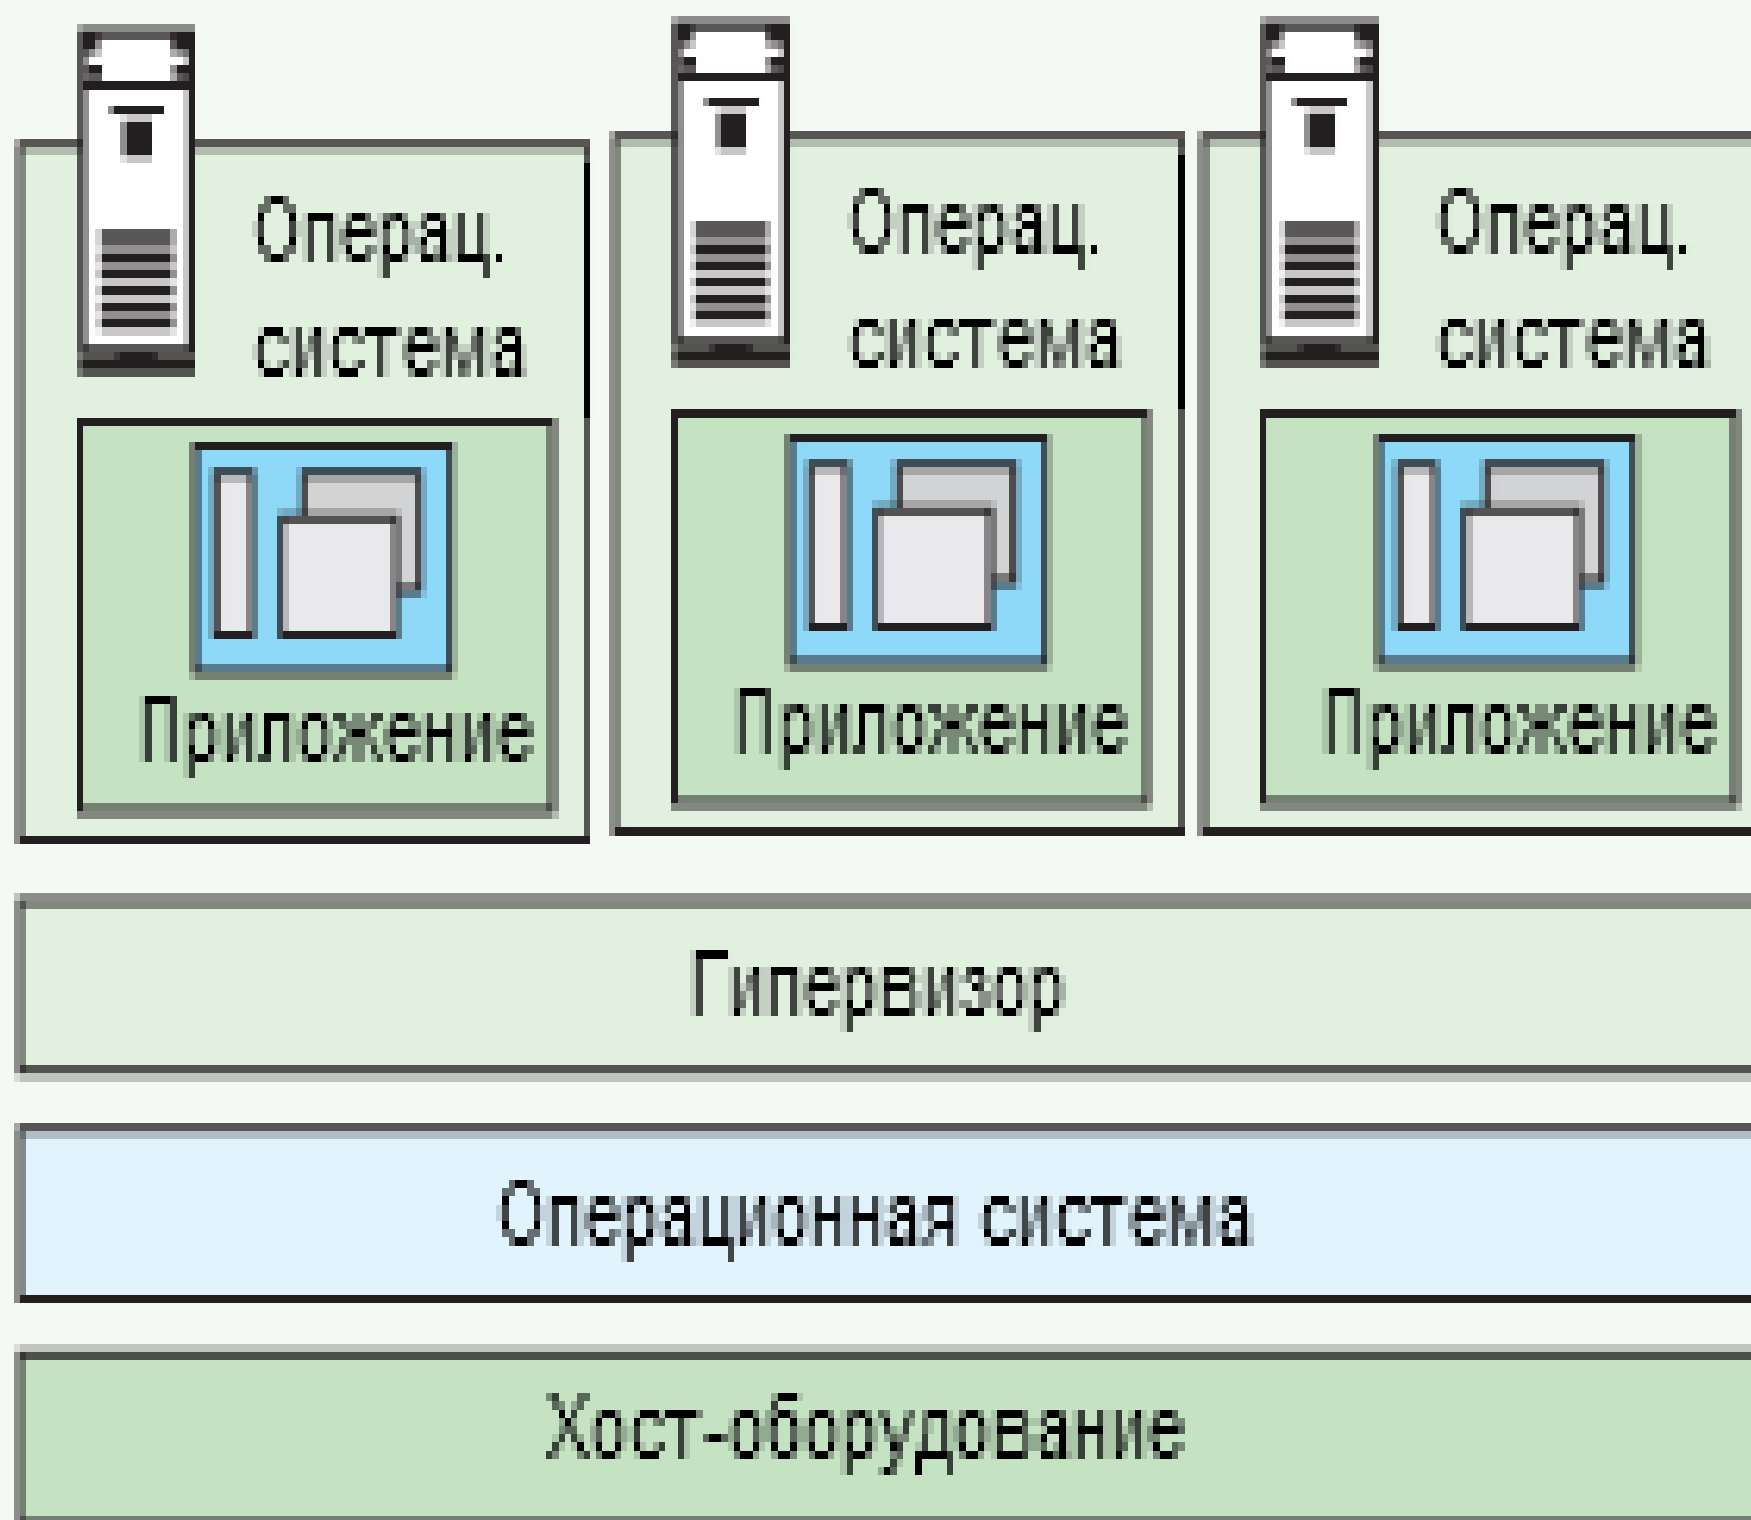 Операц.
система
Приложение
Операц.
система
Приложение
Операц.
система
Приложение
Гипервизор
Операционная система
Хост-оборудование